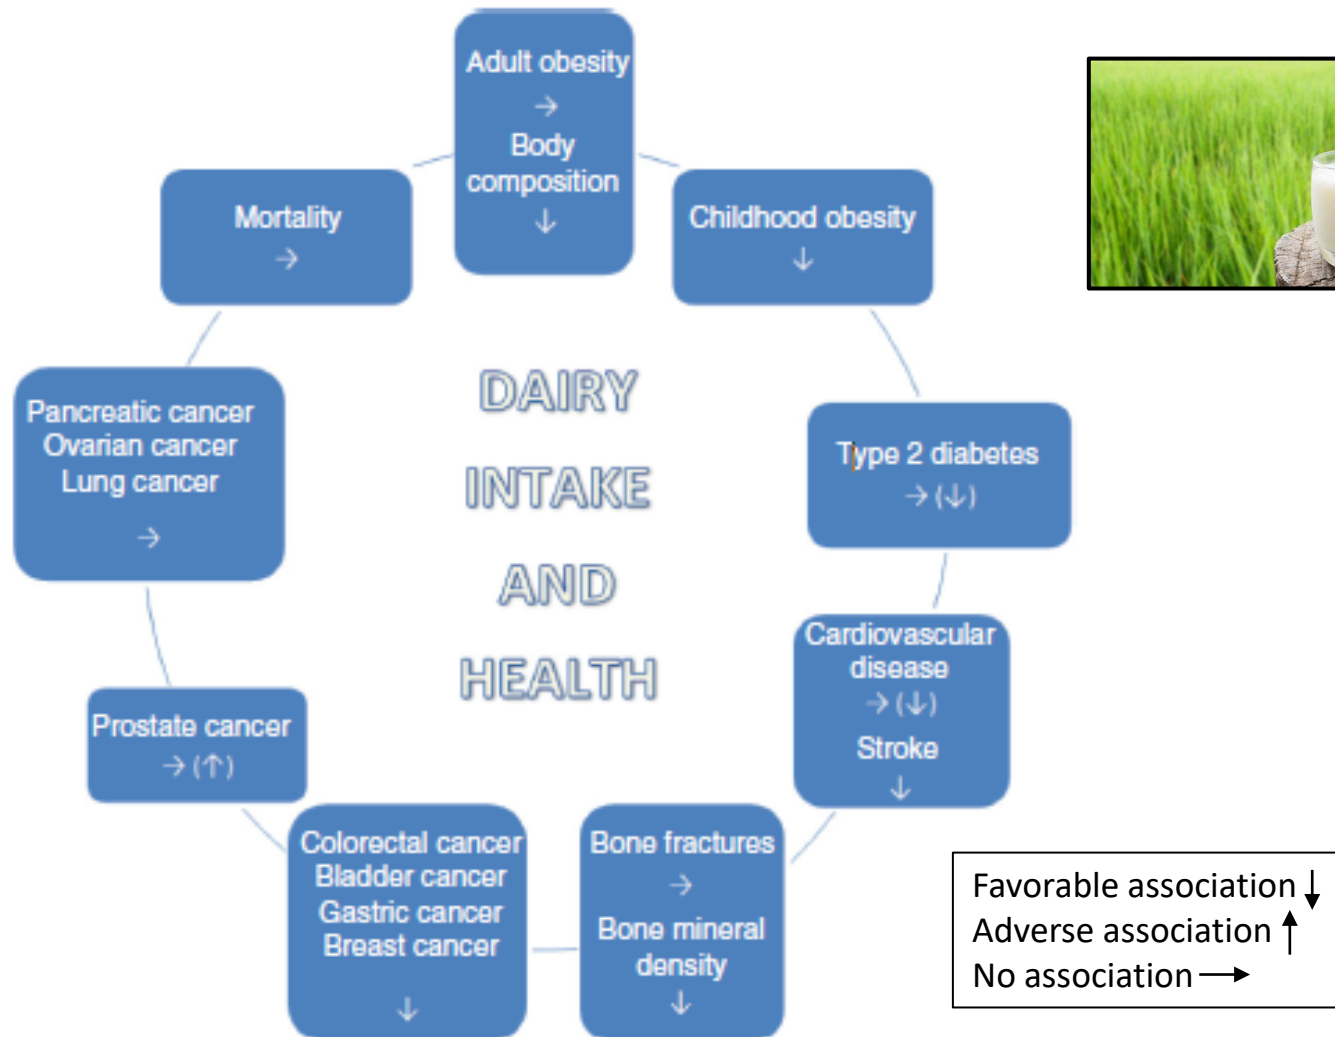 Adult obesity
→
Body
composition
↓
Childhood obesity
↓
Type 2 diabetes
→ (↓)
Cardiovascular
disease
→ (↓)
Stroke
↓
Bone fractures
→
Bone mineral
density
↓
Colorectal cancer
Bladder cancer
Gastric cancer
Breast cancer
↓
Prostate cancer
→ (↑)
Pancreatic cancer
Ovarian cancer
Lung cancer
→
Mortality
→
DAIRY
INTAKE
AND
HEALTH
Favorable association ↓
Adverse association ↑
No association →